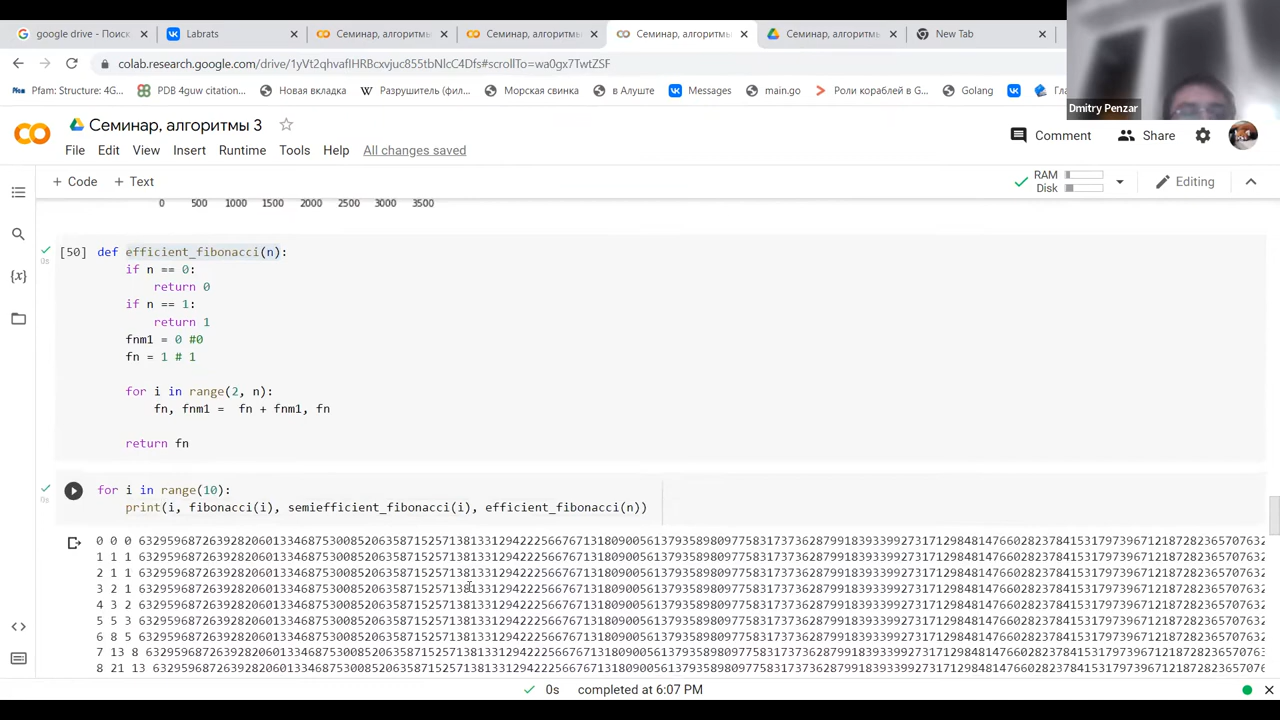 google drive - Поиск
Labrats
Семинар, алгоритмы
Семинар, алгоритмы
Семинар, алгоритмы
Семинар, алгоритмы
New Tab
colab.research.google.com/drive/1yVt2qhvaflHRBcxvjuc855tbNlcC4Dfs#scrollTo=wa0gx7TwtZSF
Pfam: Structure: 4G...
PDB 4guw citation...
Новая вкладка
Разрушитель (фил...
Морская свинка
в Алуште
Messages
main.go
Роли кораблей в G...
Golang
Dmitry Penzar
Семинар, алгоритмы 3
Comment
Share
File Edit View Insert Runtime Tools Help All changes saved
+ Code + Text
RAM
Disk
Editing
0 500 1000 1500 2000 2500 3000 3500
[50] def efficient_fibonacci(n):
if n == 0:
return 0
if n == 1:
return 1
fnm1 = 0 #0
fn = 1 # 1
for i in range(2, n):
fn, fnm1 =  fn + fnm1, fn
return fn
for i in range(10):
print(i, fibonacci(i), semiefficient_fibonacci(i), efficient_fibonacci(n))
0 0 0
1 1 1
2 1 1
3 2 1
4 3 2
5 5 3
6 8 5
7 13 8
8 21 13
0s completed at 6:07 PM